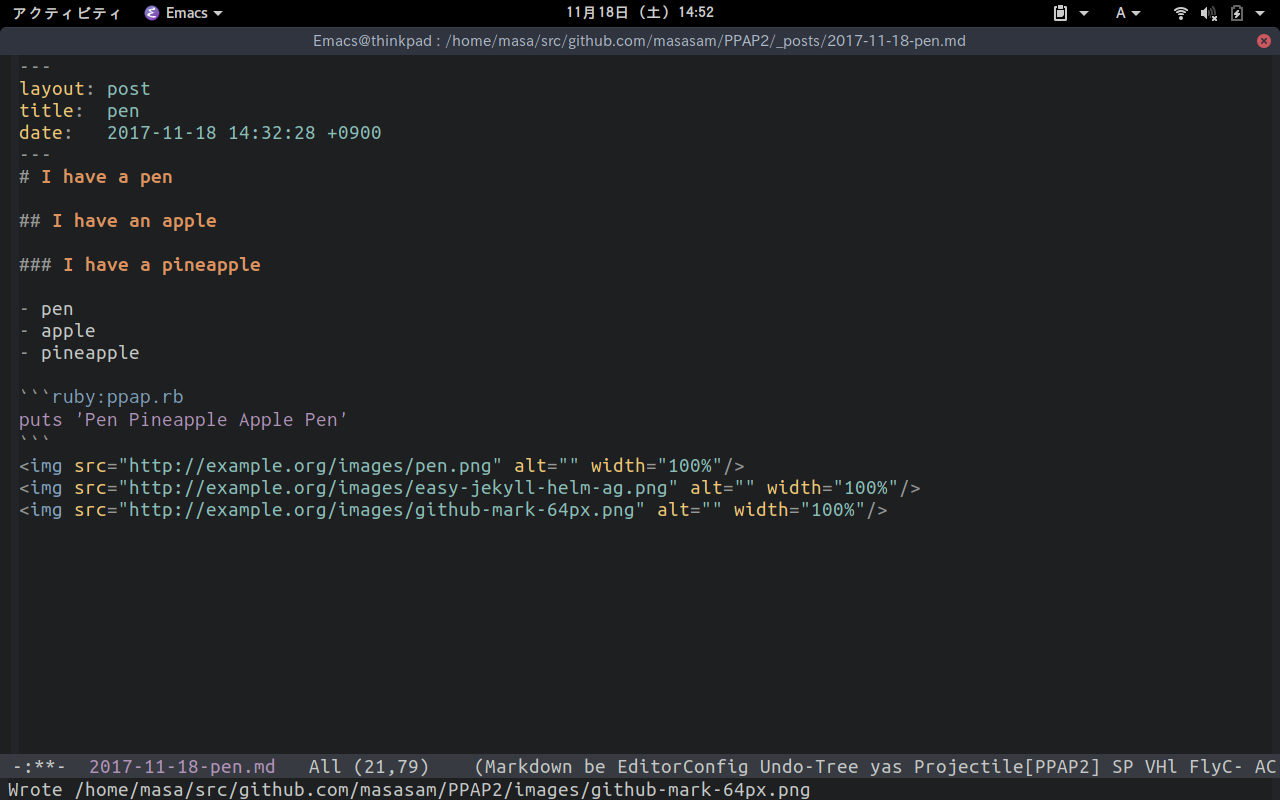 アクティビティ Emacs 11月18日 (土) 14:52 A
Emacs@thinkpad : /home/masa/src/github.com/masasam/PPAP2/_posts/2017-11-18-pen.md
---
layout: post
title:  pen
date:   2017-11-18 14:32:28 +0900
---
# I have a pen
## I have an apple
### I have a pineapple
- pen
- apple
- pineapple
```ruby:ppap.rb
puts 'Pen Pineapple Apple Pen'
```
<img src="http://example.org/images/pen.png" alt="" width="100%"/>
<img src="http://example.org/images/easy-jekyll-helm-ag.png" alt="" width="100%"/>
<img src="http://example.org/images/github-mark-64px.png" alt="" width="100%"/>
-:**-  2017-11-18-pen.md   All (21,79)    (Markdown be EditorConfig Undo-Tree yas Projectile[PPAP2] SP VHl FlyC- AC
Wrote /home/masa/src/github.com/masasam/PPAP2/images/github-mark-64px.png